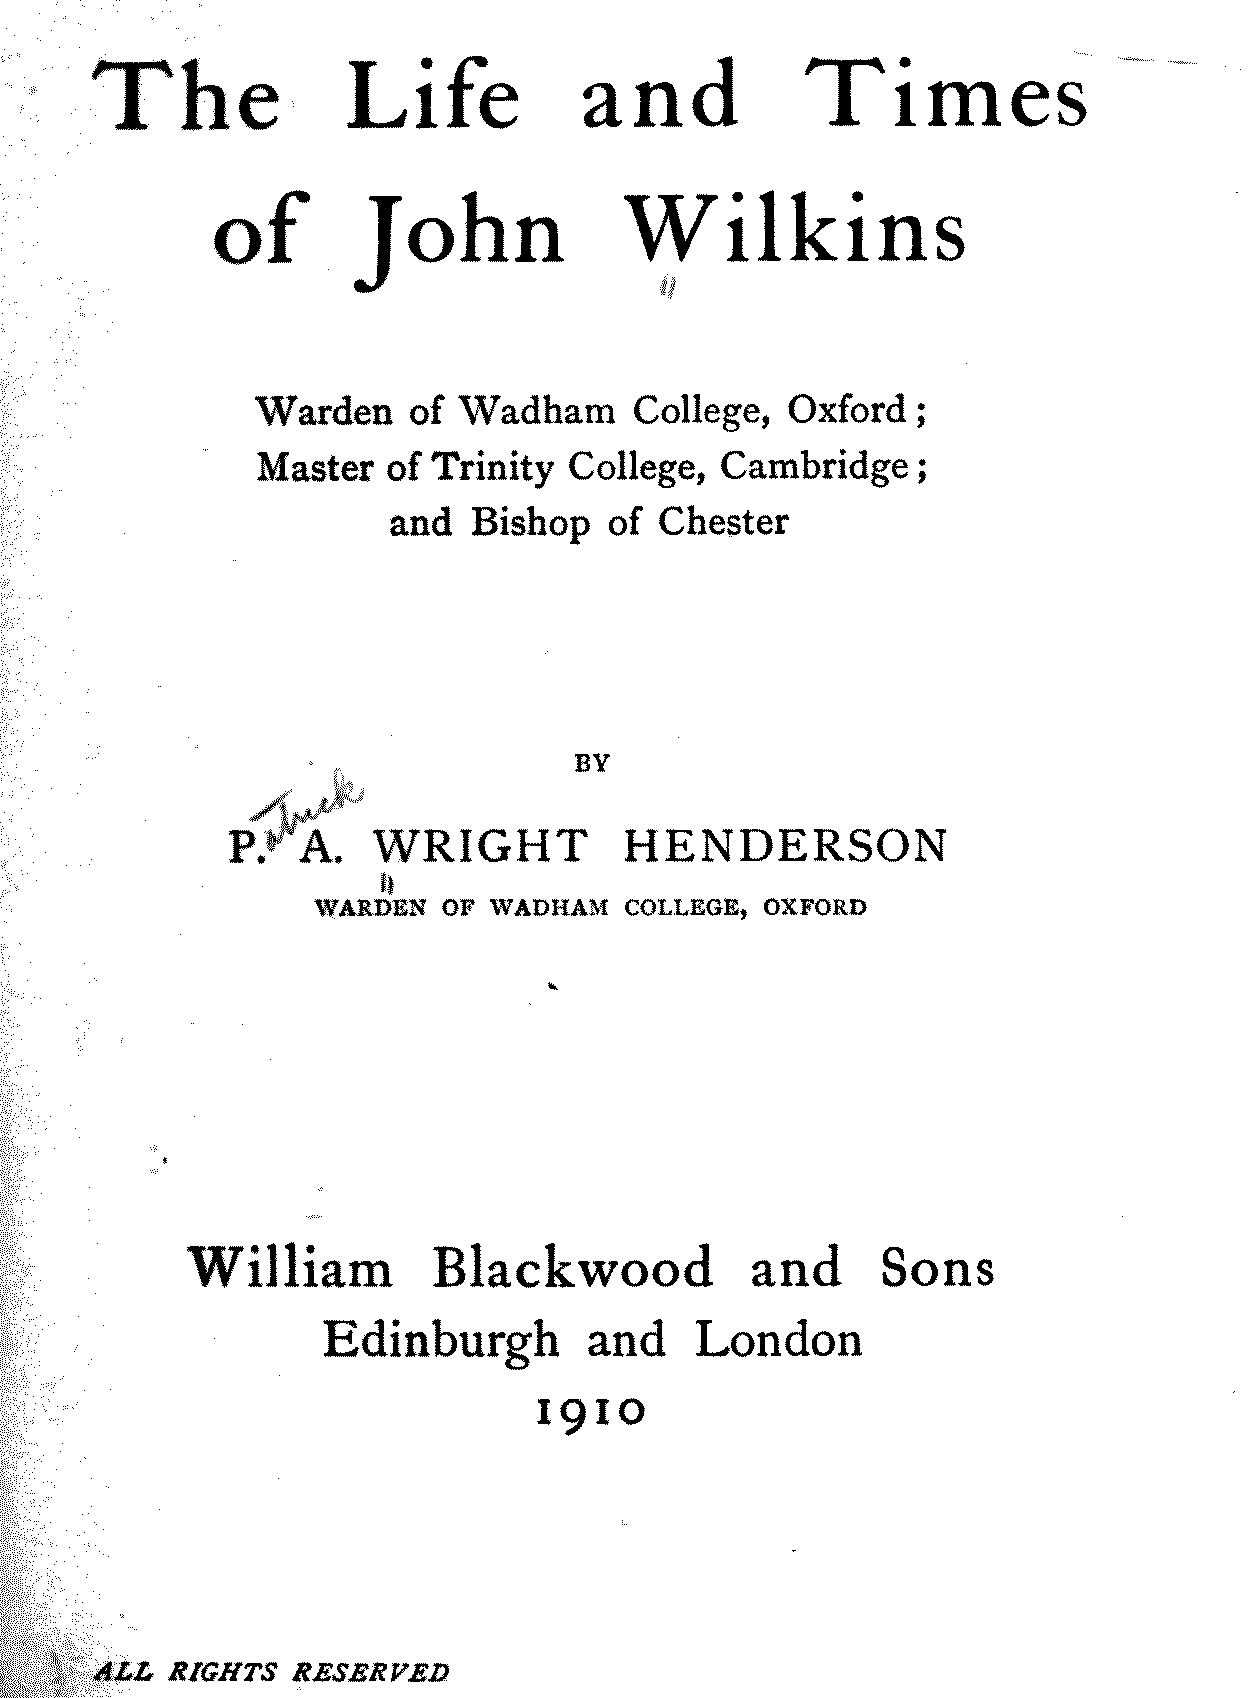 The Life and Times
of John Wilkins
Warden of Wadham College, Oxford;
Master of Trinity College, Cambridge;
and Bishop of Chester
BY
atrick
P. A. WRIGHT HENDERSON
WARDEN OF WADHAM COLLEGE, OXFORD
William Blackwood and Sons
Edinburgh and London
1910
ALL RIGHTS RESERVED